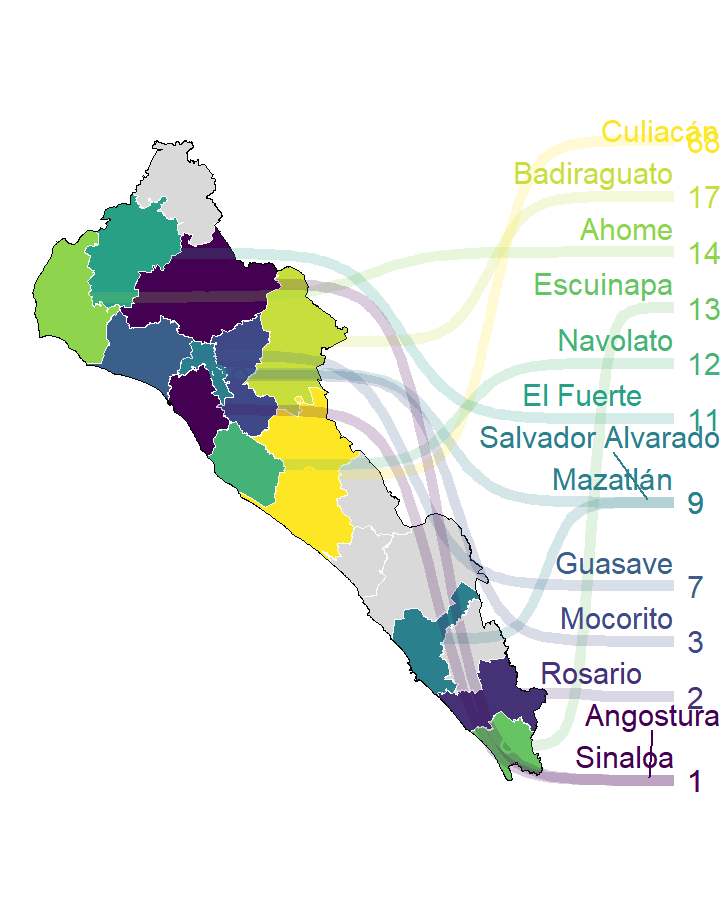 Culiacán 68
Badiraguato 17
Ahome 14
Escuinapa 13
Navolato 12
El Fuerte 11
Salvador Alvarado
Mazatlán 9
Guasave 7
Mocorito 3
Rosario 2
Angostura
Sinaloa 1